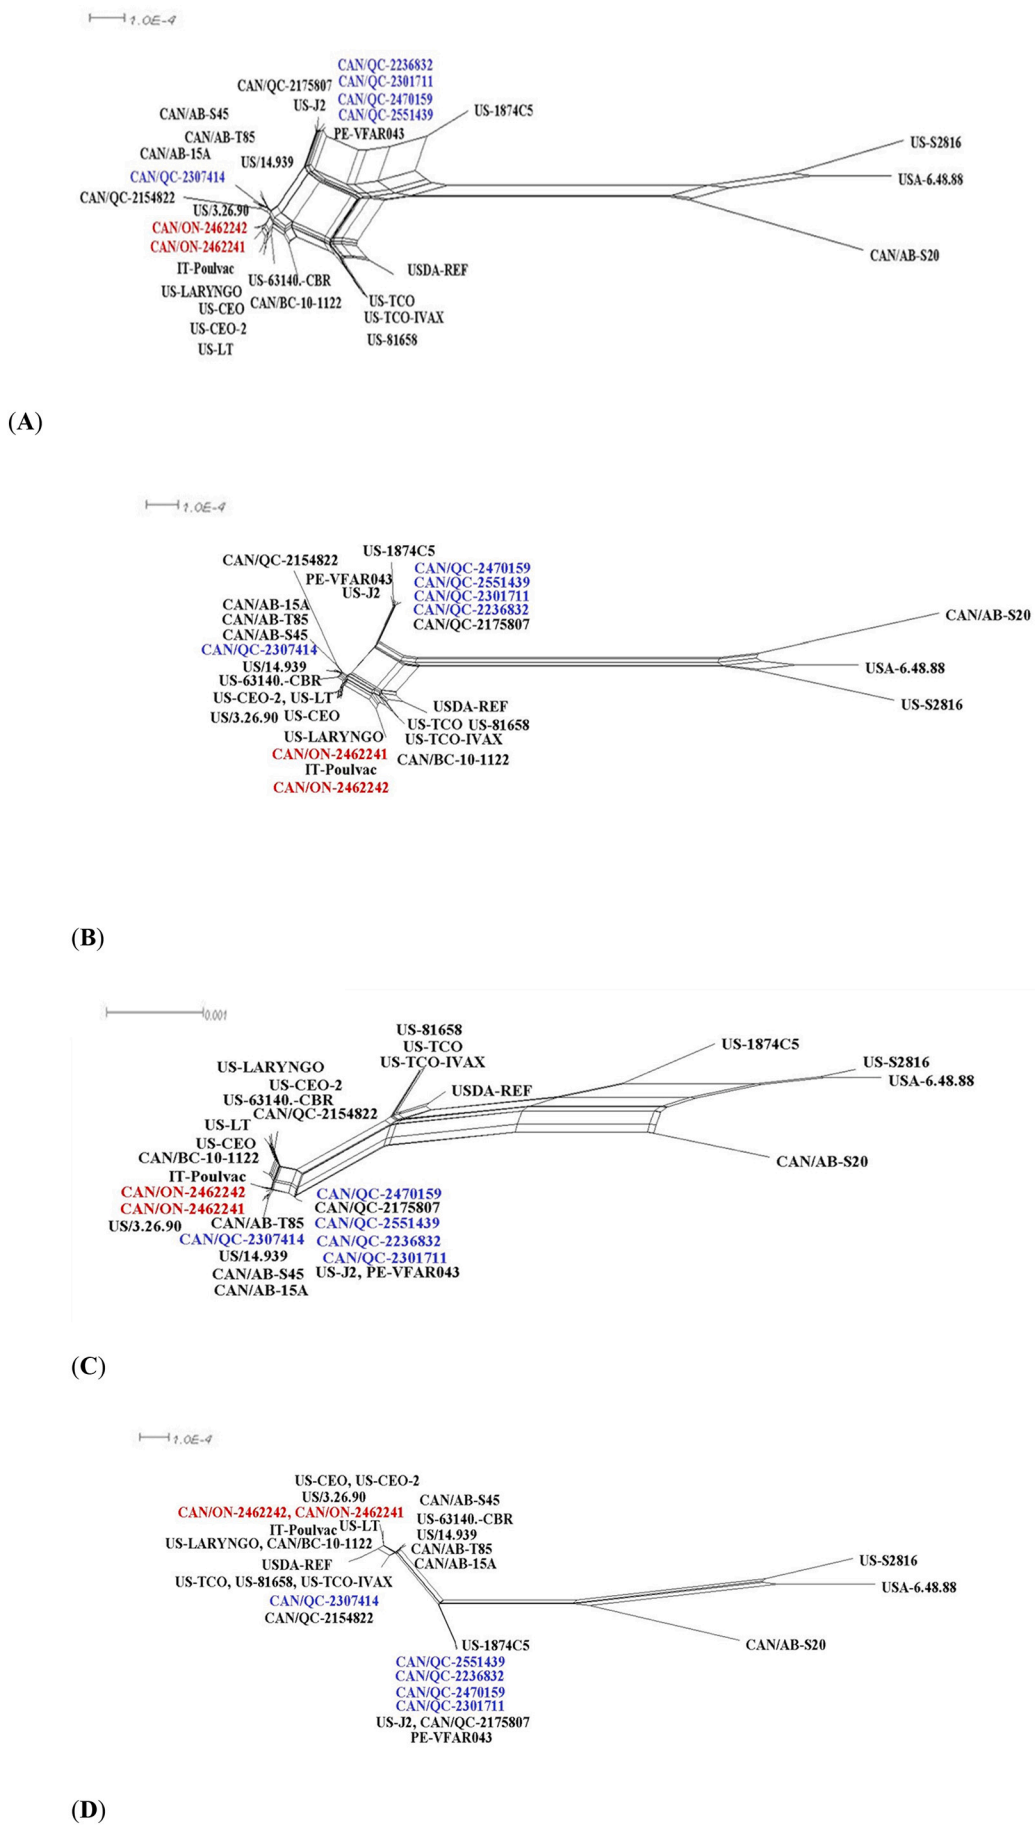 1.0E-4
CAN/QC-2236832
CAN/QC-2175807 CAN/QC-2301711
US-J2 CAN/QC-2470159
CAN/AB-S45 CAN/QC-2551439 US-1874C5
CAN/AB-T85 PE-VFAR043
US-S2816
CAN/AB-15A US/14.939
CAN/QC-2307414 USA-6.48.88
CAN/QC-2154822
US/3.26.90
CAN/ON-2462242
CAN/ON-2462241
CAN/AB-S20
IT-Poulvac USDA-REF
US-63140.-CBR
US-LARYNGO
US-CEO CAN/BC-10-1122 US-TCO
US-TCO-IVAX
US-CEO-2
US-LT US-81658
(A)
1.0E-4
US-1874C5
CAN/QC-2154822
CAN/QC-2470159
PE-VFAR043 CAN/QC-2551439
US-J2 CAN/QC-2301711
CAN/AB-15A CAN/QC-2236832
CAN/AB-T85 CAN/QC-2175807 CAN/AB-S20
CAN/AB-S45
CAN/QC-2307414
US/14.939 USA-6.48.88
US-63140.-CBR
US-CEO-2, US-LT US-S2816
USDA-REF
US/3.26.90 US-CEO
US-TCO US-81658
US-LARYNGO US-TCO-IVAX
CAN/ON-2462241 CAN/BC-10-1122
IT-Poulvac
CAN/ON-2462242
(B)
0.001
US-81658
US-TCO US-1874C5
US-TCO-IVAX US-S2816
US-LARYNGO USA-6.48.88
US-CEO-2 USDA-REF
US-63140.-CBR
CAN/QC-2154822
US-LT
US-CEO
CAN/BC-10-1122 CAN/AB-S20
IT-Poulvac
CAN/ON-2462242 CAN/QC-2470159
CAN/ON-2462241 CAN/QC-2175807
US/3.26.90 CAN/AB-T85 CAN/QC-2551439
CAN/QC-2307414 CAN/QC-2236832
US/14.939 CAN/QC-2301711
CAN/AB-S45 US-J2, PE-VFAR043
CAN/AB-15A
(C)
1.0E-4
US-CEO, US-CEO-2
US/3.26.90 CAN/AB-S45
CAN/ON-2462242, CAN/ON-2462241
US-63140.-CBR
IT-Poulvac US-LT US/14.939
US-LARYNGO, CAN/BC-10-1122 CAN/AB-T85
USDA-REF CAN/AB-15A US-S2816
US-TCO, US-81658, US-TCO-IVAX USA-6.48.88
CAN/QC-2307414
CAN/QC-2154822
US-1874C5 CAN/AB-S20
CAN/QC-2551439
CAN/QC-2236832
CAN/QC-2470159
CAN/QC-2301711
US-J2, CAN/QC-2175807
PE-VFAR043
(D)